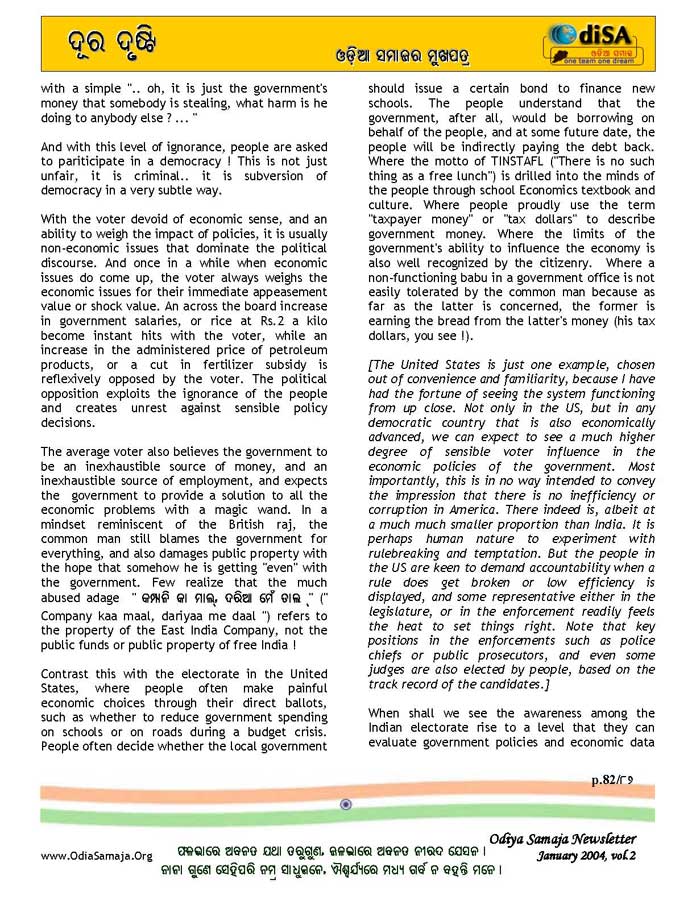 ଦୂର ଦୃଷ୍ଟି
ଓଡ଼ିଆ ସମାଜର ମୁଖପତ୍ର
OdiSA
ଓଡ଼ିଆ ସମାଜ
one team one dream
with a simple ".. oh, it is just the government's
money that somebody is stealing, what harm is he
doing to anybody else ? ... "
And with this level of ignorance, people are asked
to pariticipate in a democracy ! This is not just
unfair, it is criminal.. it is subversion of
democracy in a very subtle way.
With the voter devoid of economic sense, and an
ability to weigh the impact of policies, it is usually
non-economic issues that dominate the political
discourse. And once in a while when economic
issues do come up, the voter always weighs the
economic issues for their immediate appeasement
value or shock value. An across the board increase
in government salaries, or rice at Rs.2 a kilo
become instant hits with the voter, while an
increase in the administered price of petroleum
products, or a cut in fertilizer subsidy is
reflexively opposed by the voter. The political
opposition exploits the ignorance of the people
and creates unrest against sensible policy
decisions.
The average voter also believes the government to
be an inexhaustible source of money, and an
inexhaustible source of employment, and expects
the government to provide a solution to all the
economic problems with a magic wand. In a
mindset reminiscent of the British raj, the
common man still blames the government for
everything, and also damages public property with
the hope that somehow he is getting "even" with
the government. Few realize that the much
abused adage " କମ୍ପାନି କା ମାଲ୍, ଦରିଆ ମେଁ ଡାଲ୍ " ("
Company kaa maal, dariyaa me daal ") refers to
the property of the East India Company, not the
public funds or public property of free India !
Contrast this with the electorate in the United
States, where people often make painful
economic choices through their direct ballots,
such as whether to reduce government spending
on schools or on roads during a budget crisis.
People often decide whether the local government
should issue a certain bond to finance new
schools. The people understand that the
government, after all, would be borrowing on
behalf of the people, and at some future date, the
people will be indirectly paying the debt back.
Where the motto of TINSTAFL ("There is no such
thing as a free lunch") is drilled into the minds of
the people through school Economics textbook and
culture. Where people proudly use the term
"taxpayer money" or "tax dollars" to describe
government money. Where the limits of the
government's ability to influence the economy is
also well recognized by the citizenry. Where a
non-functioning babu in a government office is not
easily tolerated by the common man because as
far as the latter is concerned, the former is
earning the bread from the latter's money (his tax
dollars, you see !).
[The United States is just one example, chosen
out of convenience and familiarity, because I have
had the fortune of seeing the system functioning
from up close. Not only in the US, but in any
democratic country that is also economically
advanced, we can expect to see a much higher
degree of sensible voter influence in the
economic policies of the government. Most
importantly, this is in no way intended to convey
the impression that there is no inefficiency or
corruption in America. There indeed is, albeit at
a much much smaller proportion than India. It is
perhaps human nature to experiment with
rulebreaking and temptation. But the people in
the US are keen to demand accountability when a
rule does get broken or low efficiency is
displayed, and some representative either in the
legislature, or in the enforcement readily feels
the heat to set things right. Note that key
positions in the enforcements such as police
chiefs or public prosecutors, and even some
judges are also elected by people, based on the
track record of the candidates.]
When shall we see the awareness among the
Indian electorate rise to a level that they can
evaluate government policies and economic data
p.82/୮୨
www.OdiaSamaja.Org
ଫଳଭାରେ ଅବନତ ଯଥା ତରୁଗୁଣ, ଜଳଭାରେ ଅବନତ ନୀରଦ ଯେସନ ।
ନାନା ଗୁଣେ ସେହିପରି ନମ୍ର ସାଧୁଜନେ, ଐଶ୍ୱର୍ଯ୍ୟରେ ମଧ୍ୟ ଗର୍ବ ନ ବହନ୍ତି ମନେ ।
Odiya Samaja Newsletter
January 2004, vol.2